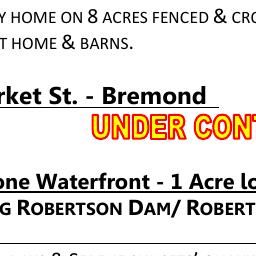 Y HOME ON 8 ACRES FENCED & CRO
T HOME & BARNS.
rket St. - Bremond
UNDER CONT
one Waterfront - 1 Acre lo
G ROBERTSON DAM/ ROBERT